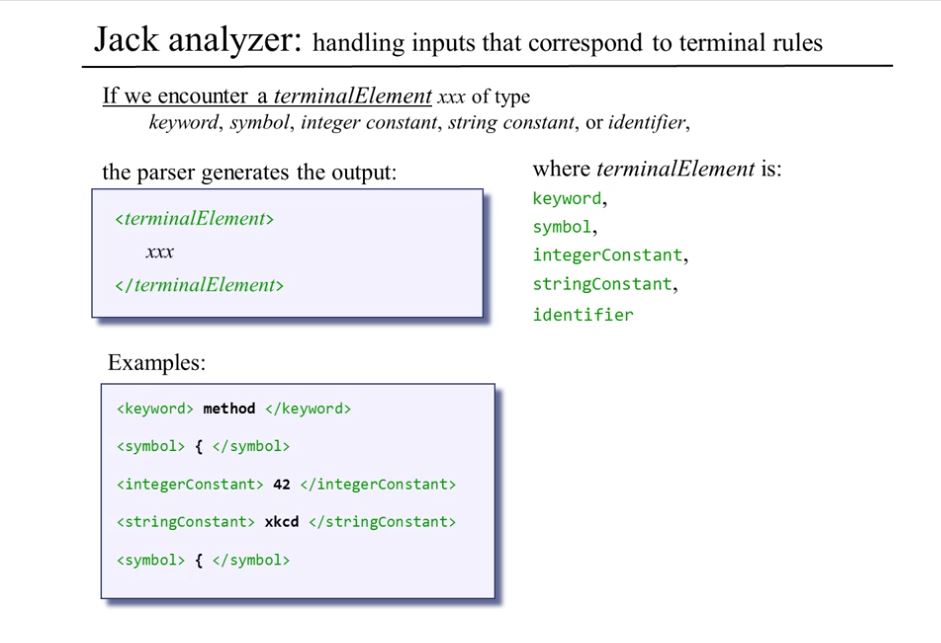 Jack analyzer: handling inputs that correspond to terminal rules
If we encounter a terminalElement xxx of type
keyword, symbol, integer constant, string constant, or identifier,
the parser generates the output:
<terminalElement>
xxx
</terminalElement>
where terminalElement is:
keyword,
symbol,
integerConstant,
stringConstant,
identifier
Examples:
<keyword> method </keyword>
<symbol> { </symbol>
<integerConstant> 42 </integerConstant>
<stringConstant> xkcd </stringConstant>
<symbol> { </symbol>